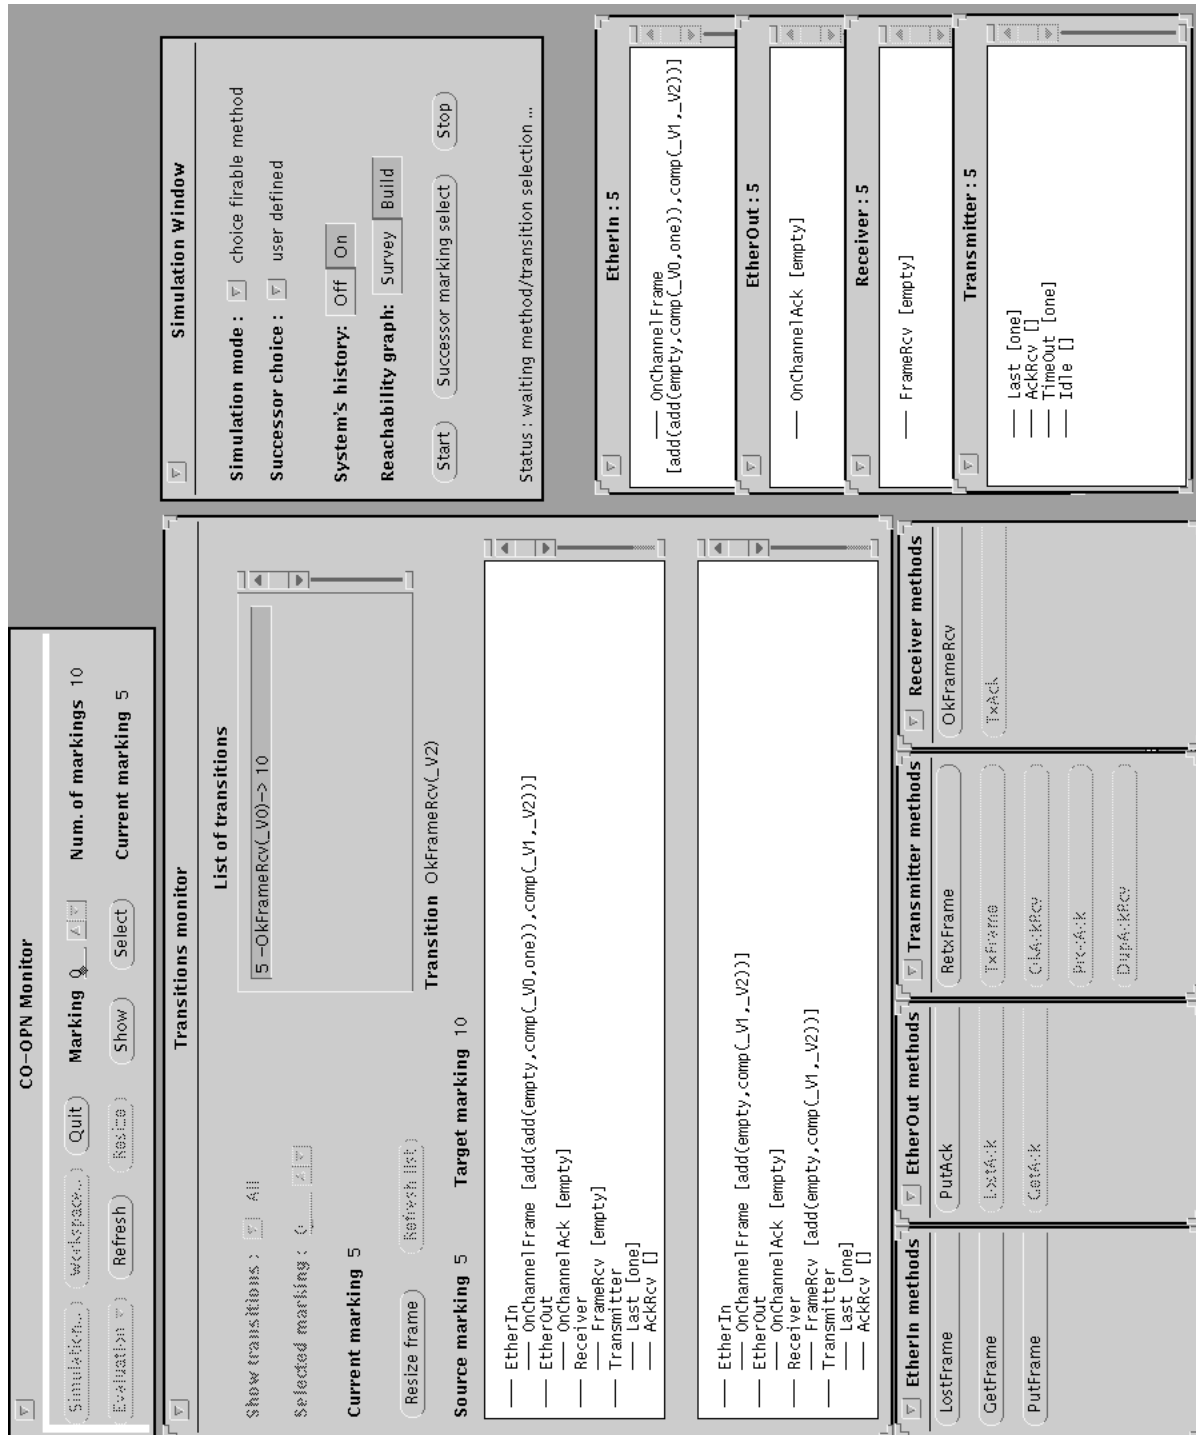 CO-OPN Monitor
Simulation... Workspace... Quit Marking 0 Num. of markings 10
Evaluation Refresh Resize Show Select Current marking 5
Transitions monitor
List of transitions
Show transitions : All
Selected marking :
5 —OkFrameRcv(_V0)—> 10
Current marking 5
Resize frame Refresh list
Transition OkFrameRcv(_V2)
Source marking 5 Target marking 10
EtherIn
OnChannelFrame [add(add(empty,comp(_V0,one)),comp(_V1,_V2))]
EtherOut
OnChannelAck [empty]
Receiver
FrameRcv [empty]
Transmitter
Last [one]
AckRcv []
EtherIn
OnChannelFrame [add(empty,comp(_V1,_V2))]
EtherOut
OnChannelAck [empty]
Receiver
FrameRcv [add(empty,comp(_V1,_V2))]
Transmitter
Last [one]
AckRcv []
Simulation Window
Simulation mode : choice firable method
Successor choice : user defined
System's history: Off On
Reachability graph: Survey Build
Start Successor marking select Stop
Status : waiting method/transition selection ...
EtherIn methods
LostFrame
GetFrame
PutFrame
EtherOut methods
PutAck
LostAck
GetAck
Transmitter methods
RetxFrame
TxFrame
OkAckRcv
ProcAck
DupAckRcv
Receiver methods
OkFrameRcv
TxAck
EtherIn : 5
OnChannelFrame
[add(add(empty,comp(_V0,one)),comp(_V1,_V2))]
EtherOut : 5
OnChannelAck [empty]
Receiver : 5
FrameRcv [empty]
Transmitter : 5
Last [one]
AckRcv []
TimeOut [one]
Idle []